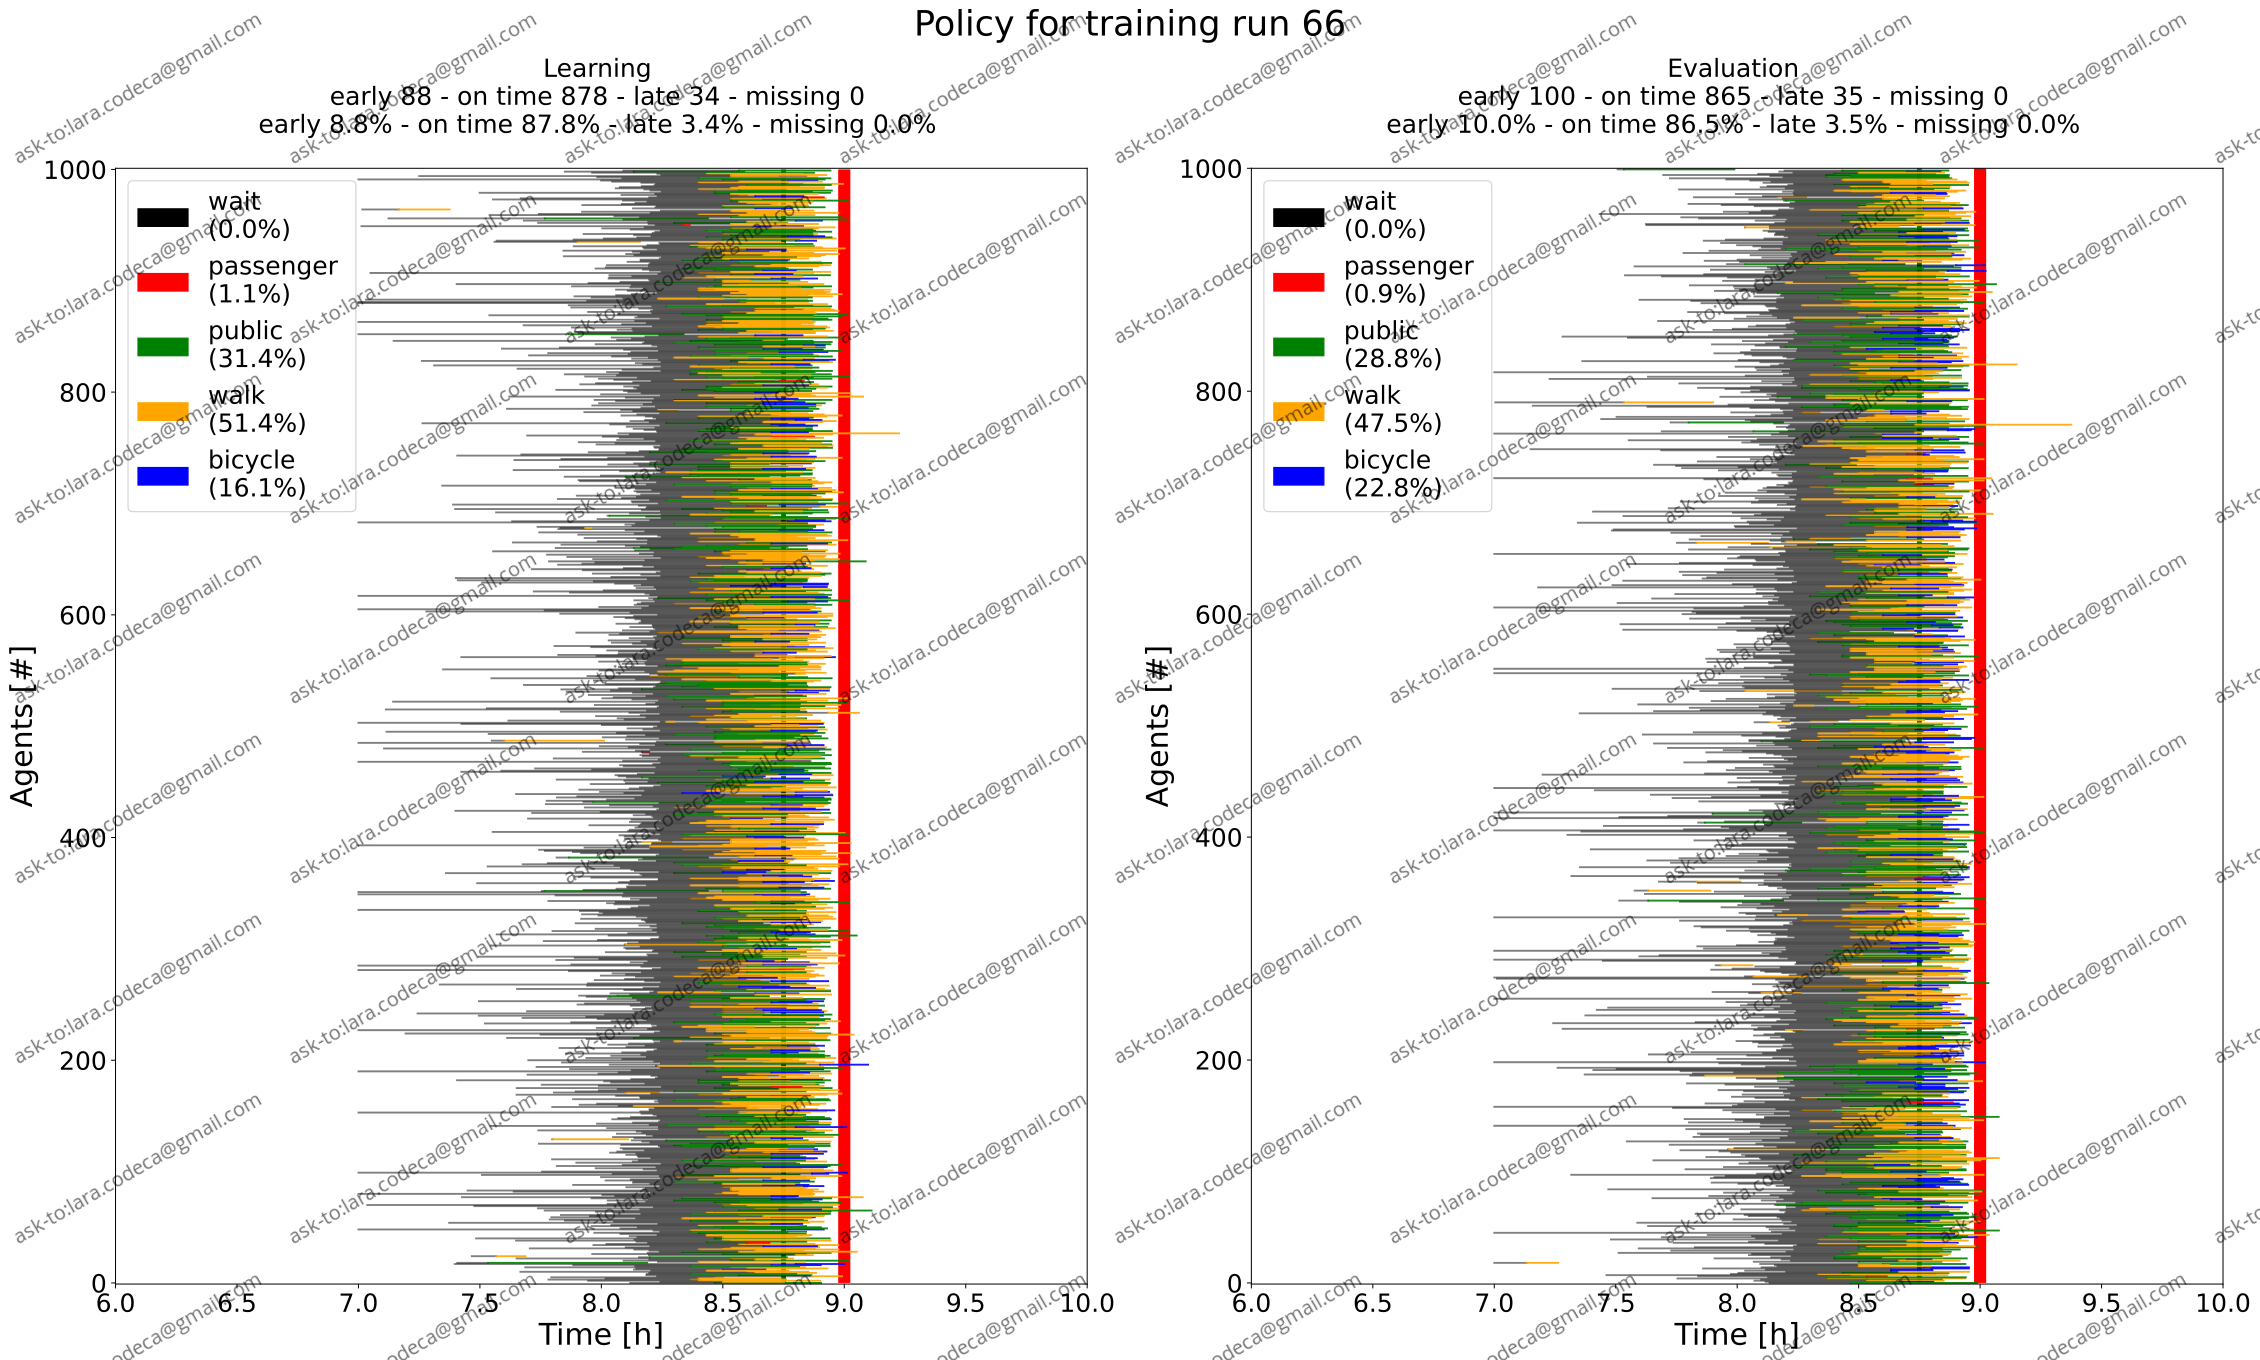 Policy for training run 66
Learning
early 88 - on time 878 - late 34 - missing 0
early 8.8% - on time 87.8% - late 3.4% - missing 0.0%
wait
(0.0%)
passenger
(1.1%)
public
(31.4%)
walk
(51.4%)
bicycle
(16.1%)
1000
800
600
400
200
0
Agents [#]
6.0 6.5 7.0 7.5 8.0 8.5 9.0 9.5 10.0
Time [h]
Evaluation
early 100 - on time 865 - late 35 - missing 0
early 10.0% - on time 86.5% - late 3.5% - missing 0.0%
wait
(0.0%)
passenger
(0.9%)
public
(28.8%)
walk
(47.5%)
bicycle
(22.8%)
1000
800
600
400
200
0
Agents [#]
6.0 6.5 7.0 7.5 8.0 8.5 9.0 9.5 10.0
Time [h]
ask-to:lara.codeca@gmail.com